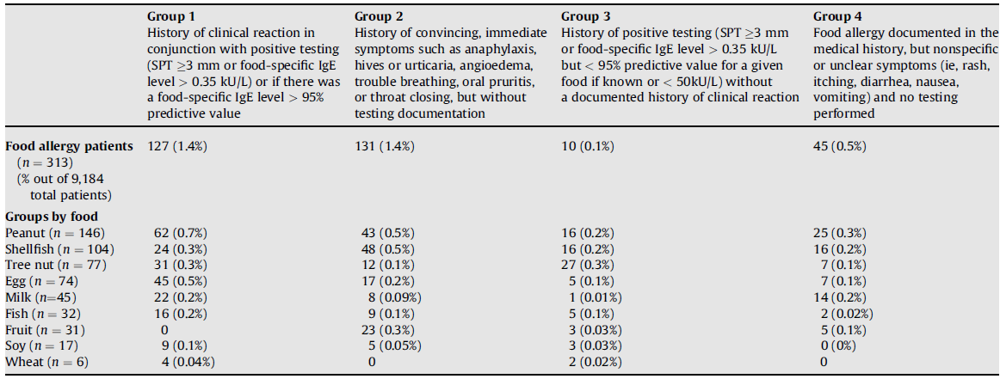 Group 1 Group 2 Group 3 Group 4
History of clinical reaction in History of convincing, immediate History of positive testing (SPT ≥3 mm Food allergy documented in the
conjunction with positive testing symptoms such as anaphylaxis, or food-specific IgE level > 0.35 kU/L medical history, but nonspecific
(SPT ≥3 mm or food-specific IgE hives or urticaria, angioedema, but < 95% predictive value for a given or unclear symptoms (ie, rash,
level > 0.35 kU/L) or if there was trouble breathing, oral pruritis, food if known or < 50kU/L) without itching, diarrhea, nausea,
a food-specific IgE level > 95% or throat closing, but without a documented history of clinical reaction vomiting) and no testing
predictive value testing documentation performed
Food allergy patients 127 (1.4%) 131 (1.4%) 10 (0.1%) 45 (0.5%)
(n = 313)
(% out of 9,184
total patients)
Groups by food
Peanut (n = 146) 62 (0.7%) 43 (0.5%) 16 (0.2%) 25 (0.3%)
Shellfish (n = 104) 24 (0.3%) 48 (0.5%) 16 (0.2%) 16 (0.2%)
Tree nut (n = 77) 31 (0.3%) 12 (0.1%) 27 (0.3%) 7 (0.1%)
Egg (n = 74) 45 (0.5%) 17 (0.2%) 5 (0.1%) 7 (0.1%)
Milk (n=45) 22 (0.2%) 8 (0.09%) 1 (0.01%) 14 (0.2%)
Fish (n = 32) 16 (0.2%) 9 (0.1%) 5 (0.1%) 2 (0.02%)
Fruit (n = 31) 0 23 (0.3%) 3 (0.03%) 5 (0.1%)
Soy (n = 17) 9 (0.1%) 5 (0.05%) 3 (0.03%) 0 (0%)
Wheat (n = 6) 4 (0.04%) 0 2 (0.02%) 0